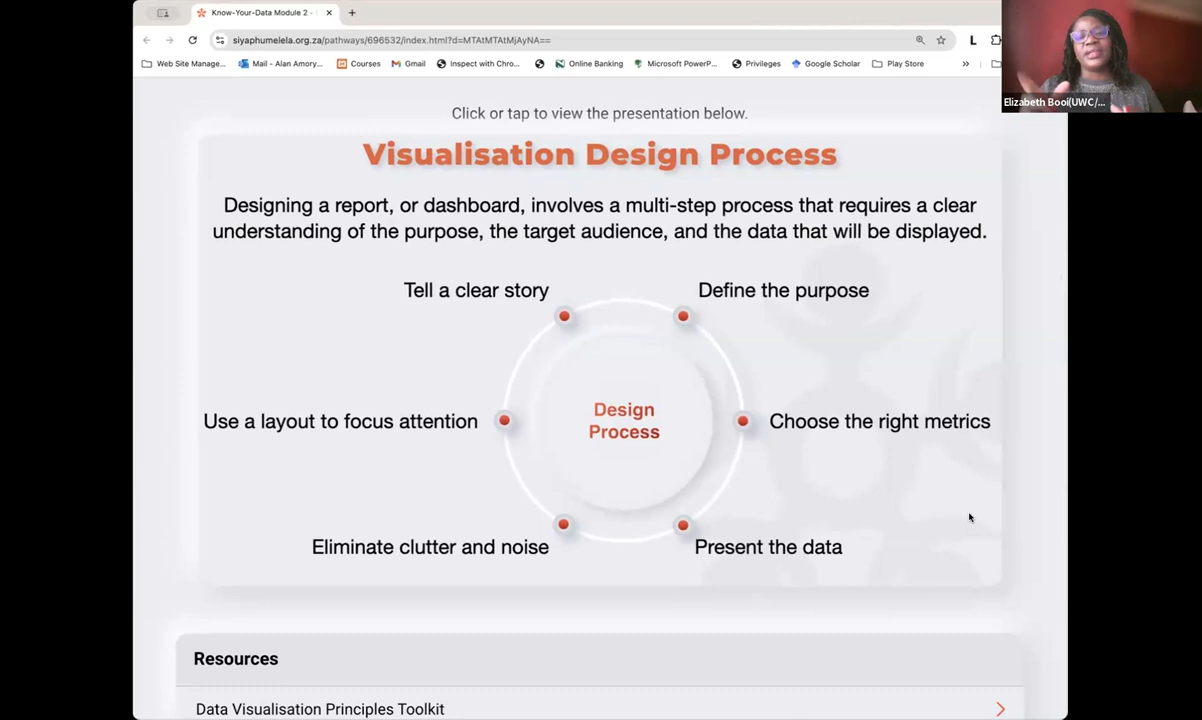 Know-Your-Data Module 2 -
siyaphumelela.org.za/pathways/696532/index.html?d=MTAtMTAtMjAyNA==
L
Web Site Manage...
Mail - Alan Amory...
Courses
Gmail
Inspect with Chro...
Online Banking
Microsoft PowerP...
Privileges
Google Scholar
Play Store
»
Elizabeth Booi(UWC/...
Click or tap to view the presentation below.
Visualisation Design Process
Designing a report, or dashboard, involves a multi-step process that requires a clear
understanding of the purpose, the target audience, and the data that will be displayed.
Tell a clear story
Define the purpose
Use a layout to focus attention
Design
Process
Choose the right metrics
Eliminate clutter and noise
Present the data
Resources
Data Visualisation Principles Toolkit